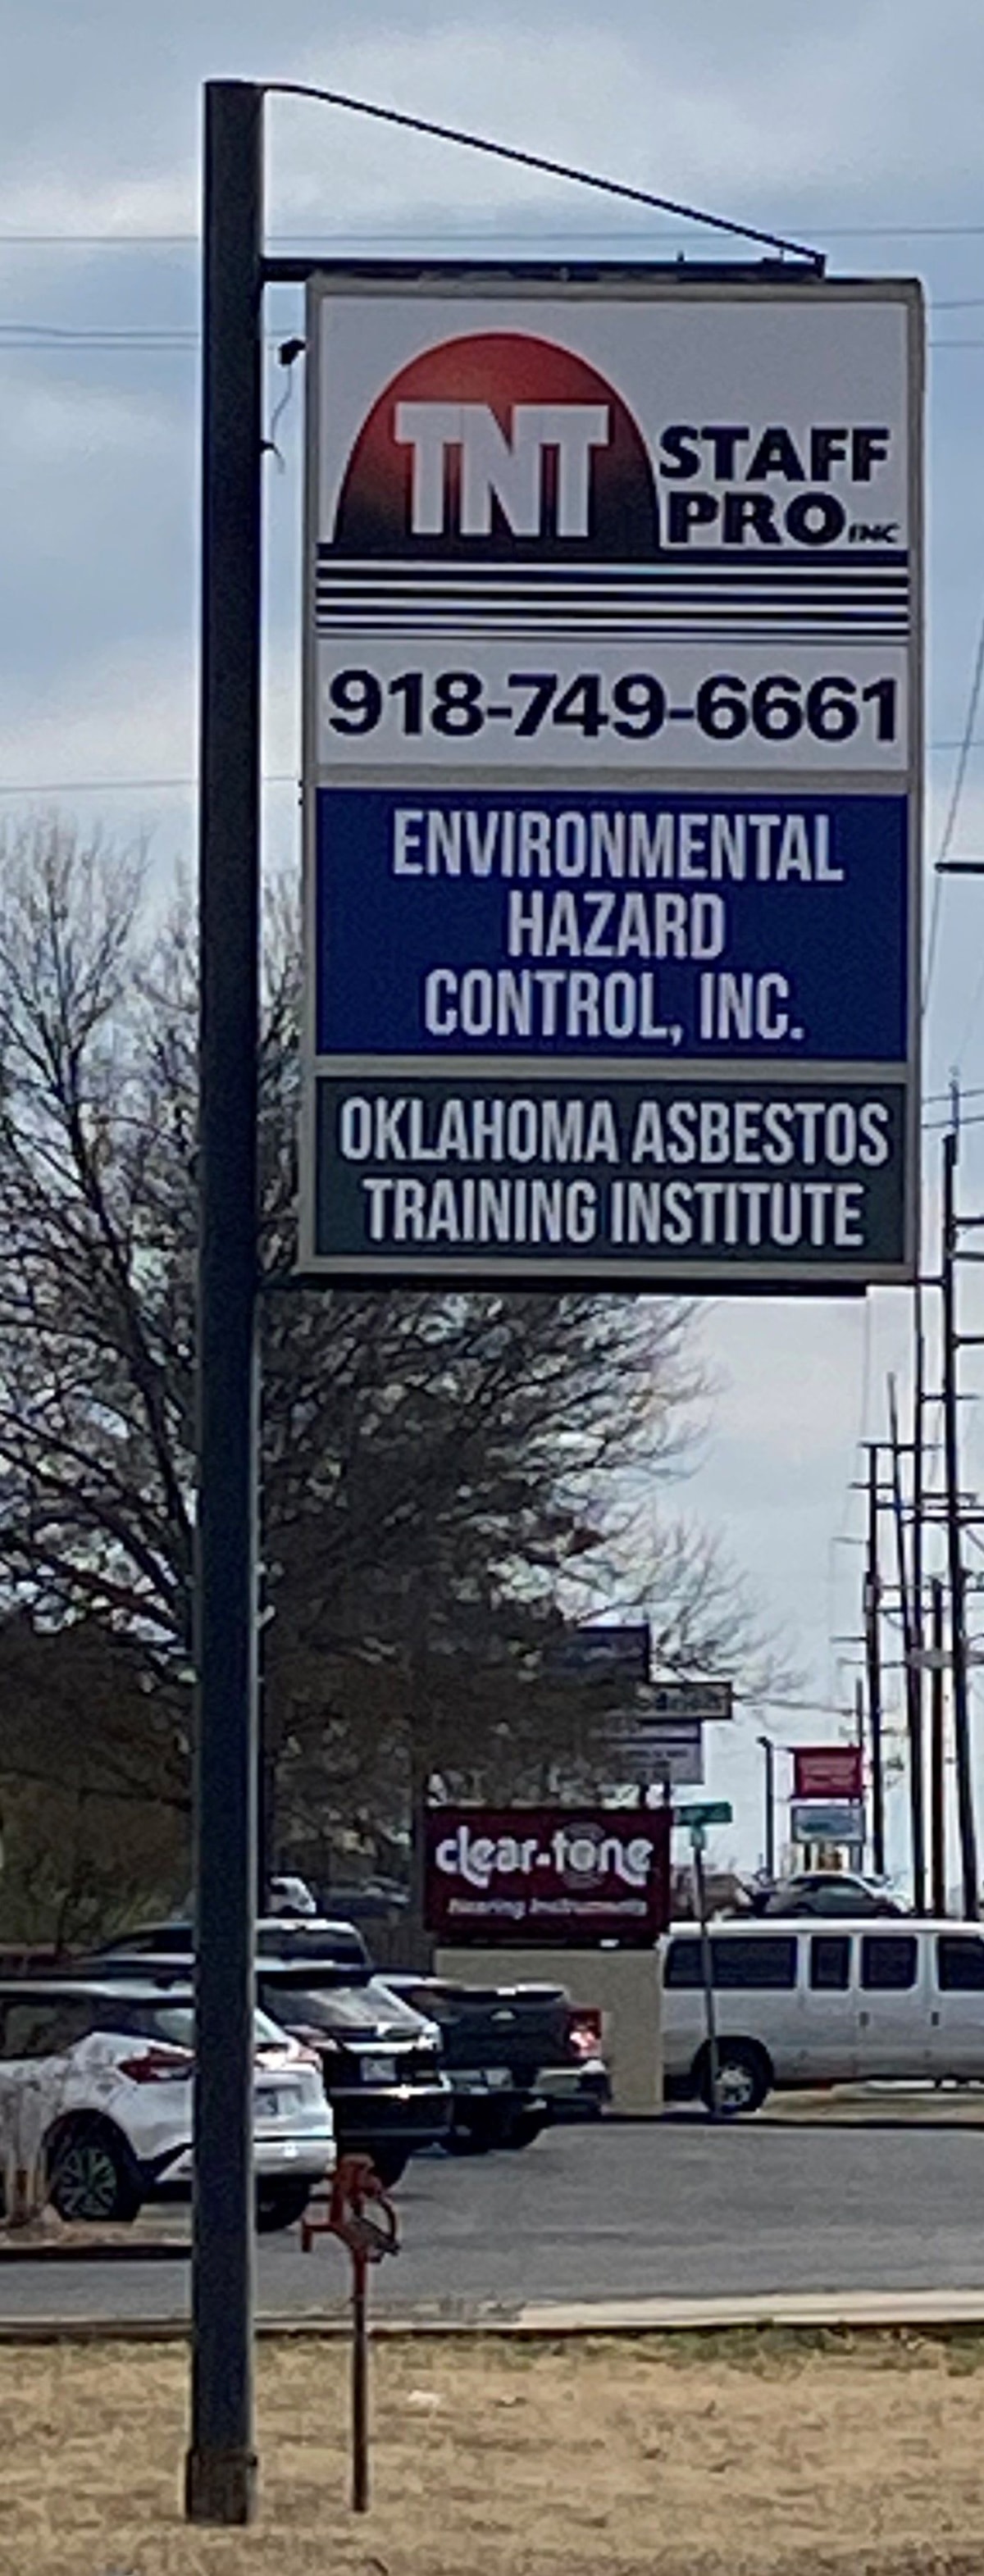 TNT
STAFF
PRO INC
918-749-6661
ENVIRONMENTAL
HAZARD
CONTROL, INC.
OKLAHOMA ASBESTOS
TRAINING INSTITUTE
clear-tone
Hearing Instruments